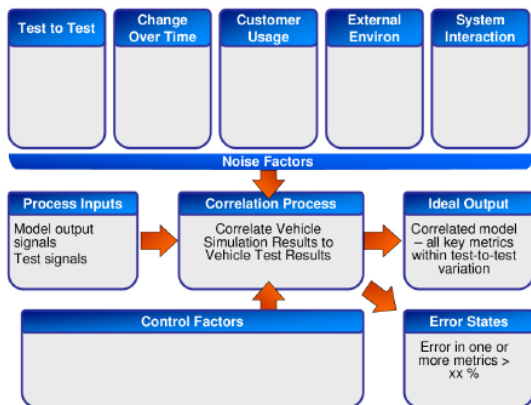 Test to Test
Change
Over Time
Customer
Usage
External
Environ
System
Interaction
Noise Factors
Process Inputs
Model output
signals
Test signals
Correlation Process
Correlate Vehicle
Simulation Results to
Vehicle Test Results
Ideal Output
Correlated model
– all key metrics
within test-to-test
variation
Control Factors
Error States
Error in one or
more metrics >
xx %